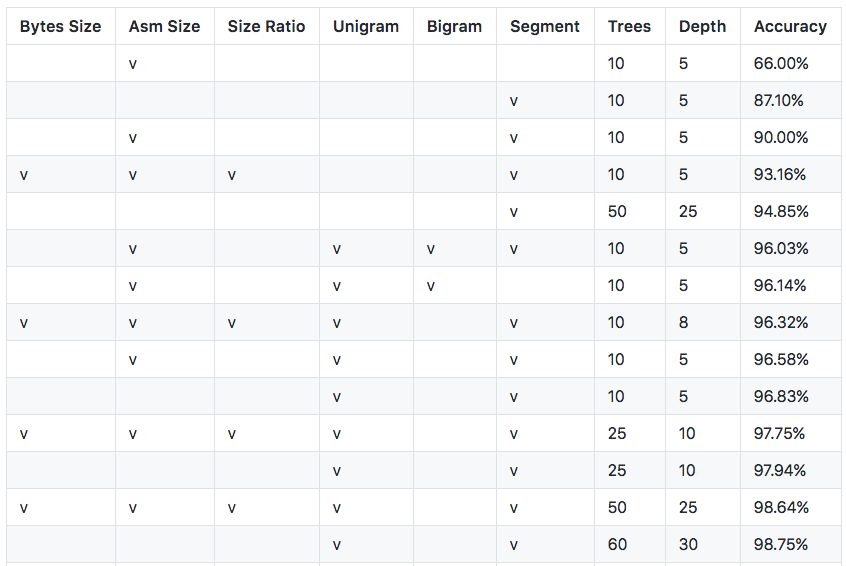 Bytes Size Asm Size Size Ratio Unigram Bigram Segment Trees Depth Accuracy
v 10 5 66.00%
v 10 5 87.10%
v v 10 5 90.00%
v v v v 10 5 93.16%
v 50 25 94.85%
v v v v 10 5 96.03%
v v v 10 5 96.14%
v v v v v 10 8 96.32%
v v v 10 5 96.58%
v v 10 5 96.83%
v v v v v 25 10 97.75%
v v 25 10 97.94%
v v v v v 50 25 98.64%
v v 60 30 98.75%